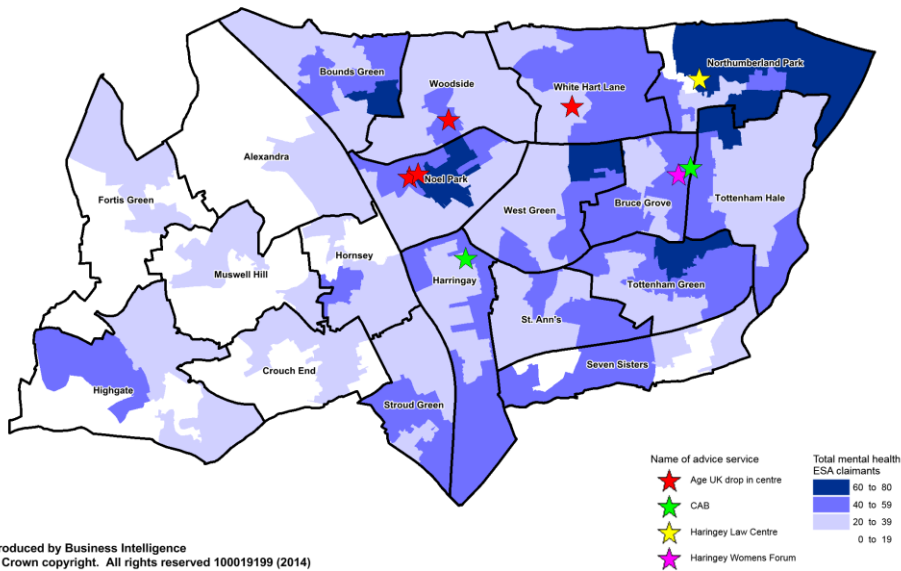 Northumberland Park
Bounds Green
Woodside
White Hart Lane
Alexandra
Noel Park
Fortis Green
West Green
Bruce Grove
Tottenham Hale
Hornsey
Muswell Hill
Harringay
Tottenham Green
St. Ann's
Seven Sisters
Crouch End
Highgate
Stroud Green
Name of advice service
Age UK drop in centre
CAB
Haringey Law Centre
Haringey Womens Forum
Total mental health
ESA claimants
60 to 80
40 to 59
20 to 39
0 to 19
roduced by Business Intelligence
Crown copyright. All rights reserved 100019199 (2014)